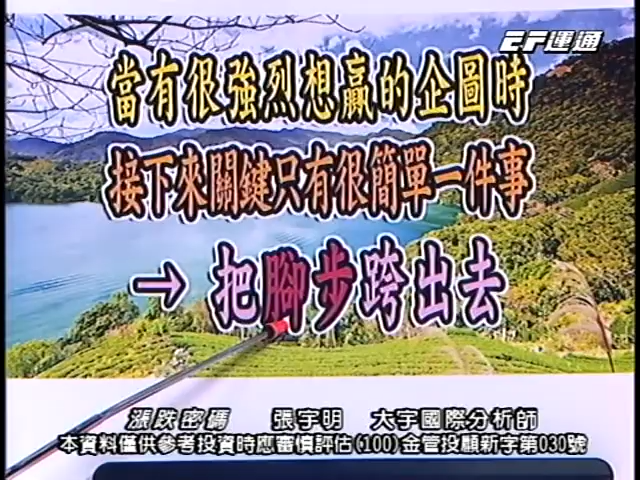 EF運通
當有很強烈想贏的企圖時
接下來關鍵只有很簡單一件事
→把腳步跨出去
漲跌密碼 張宇明 大宇國際分析師
本資料僅供參考投資時應審慎評估(100)金管投顧新字第030號